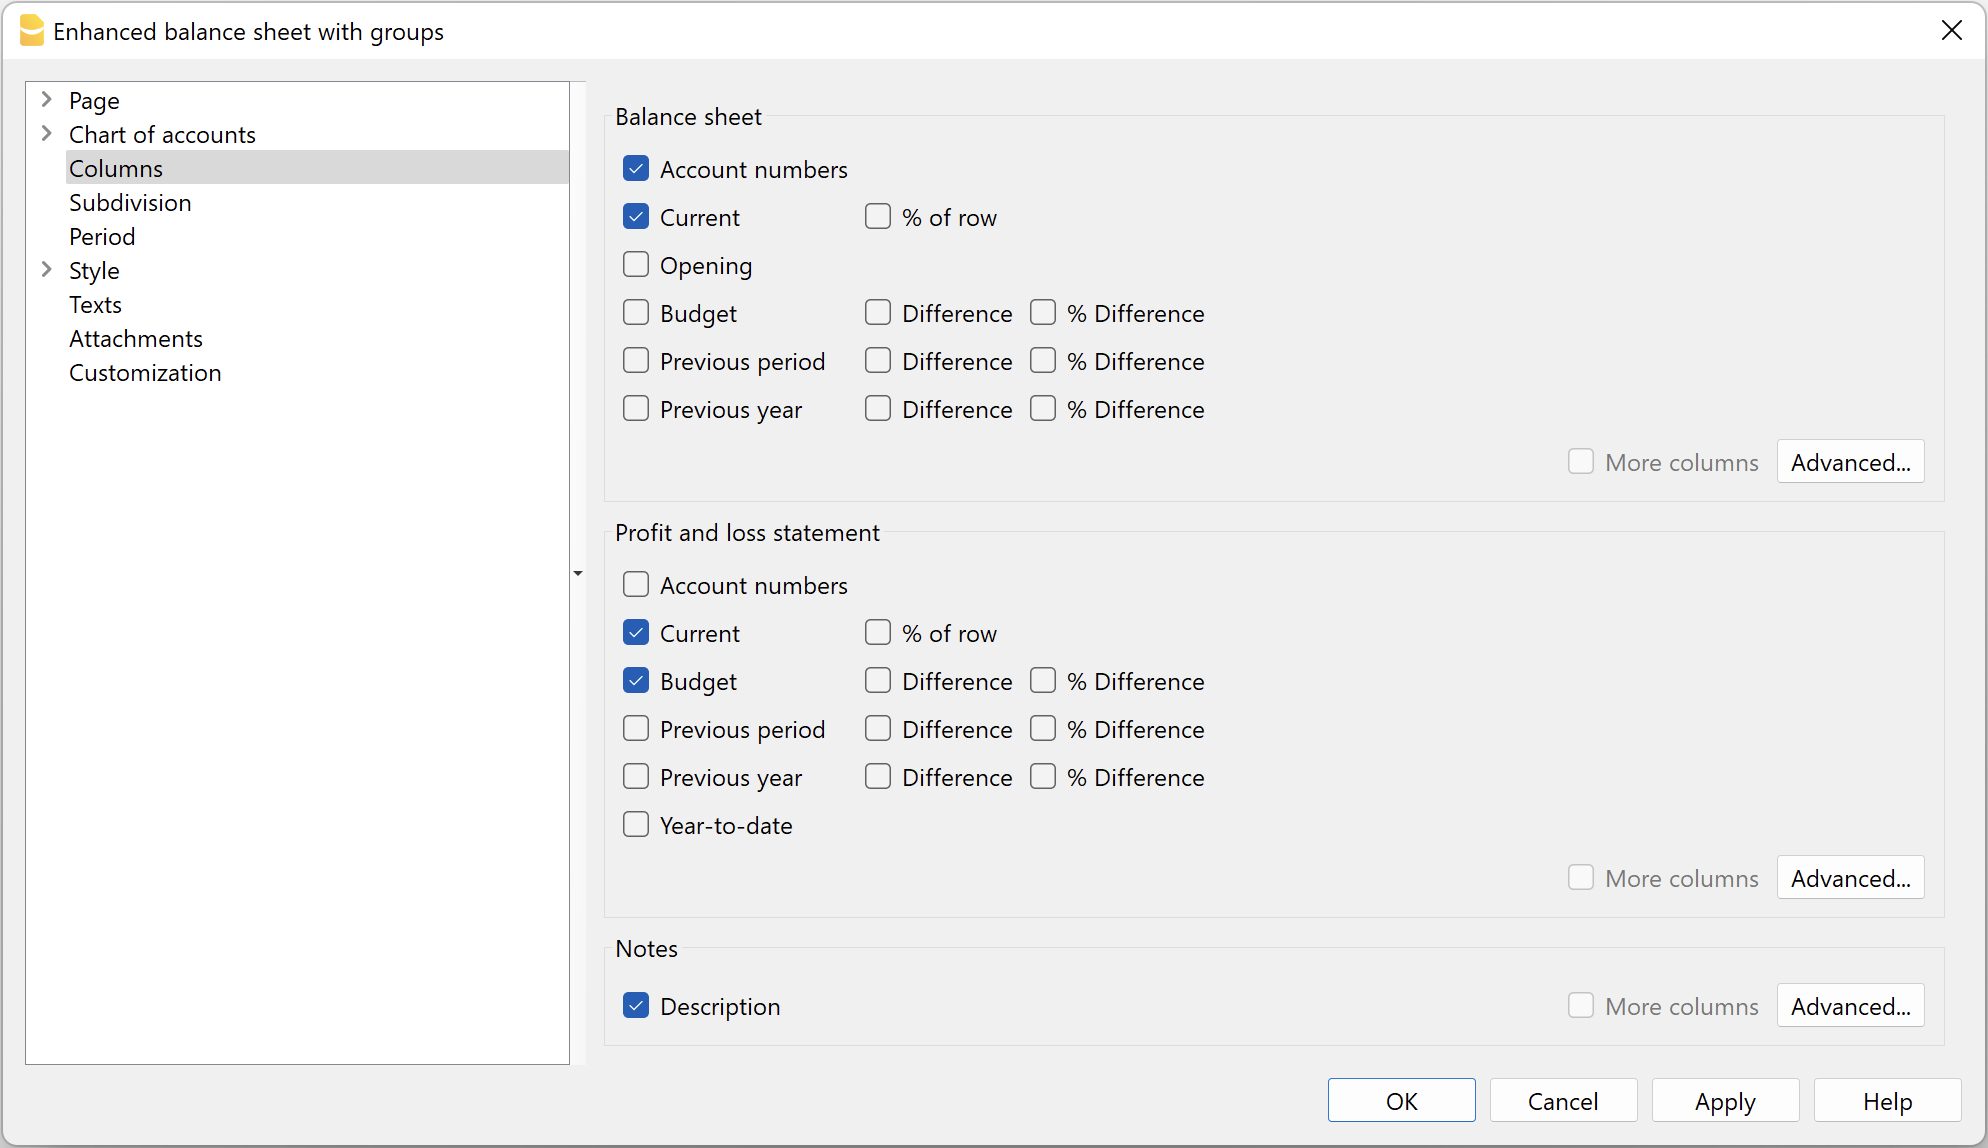 Enhanced balance sheet with groups
Page
Chart of accounts
Columns
Subdivision
Period
Style
Texts
Attachments
Customization
Balance sheet
Account numbers
Current % of row
Opening
Budget Difference % Difference
Previous period Difference % Difference
Previous year Difference % Difference
More columns Advanced...
Profit and loss statement
Account numbers
Current % of row
Budget Difference % Difference
Previous period Difference % Difference
Previous year Difference % Difference
Year-to-date
More columns Advanced...
Notes
Description More columns Advanced...
OK Cancel Apply Help